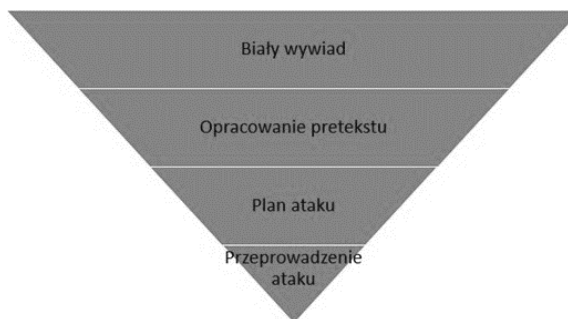 Biały wywiad
Opracowanie pretekstu
Plan ataku
Przeprowadzenie
ataku